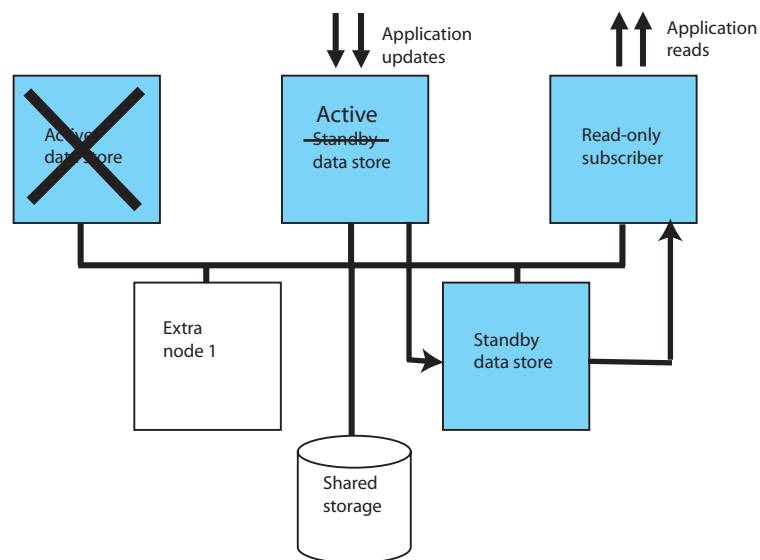 Application
updates
Application
reads
Active
data store
Active
Standby
data store
Read-only
subscriber
Extra
node 1
Standby
data store
Shared
storage